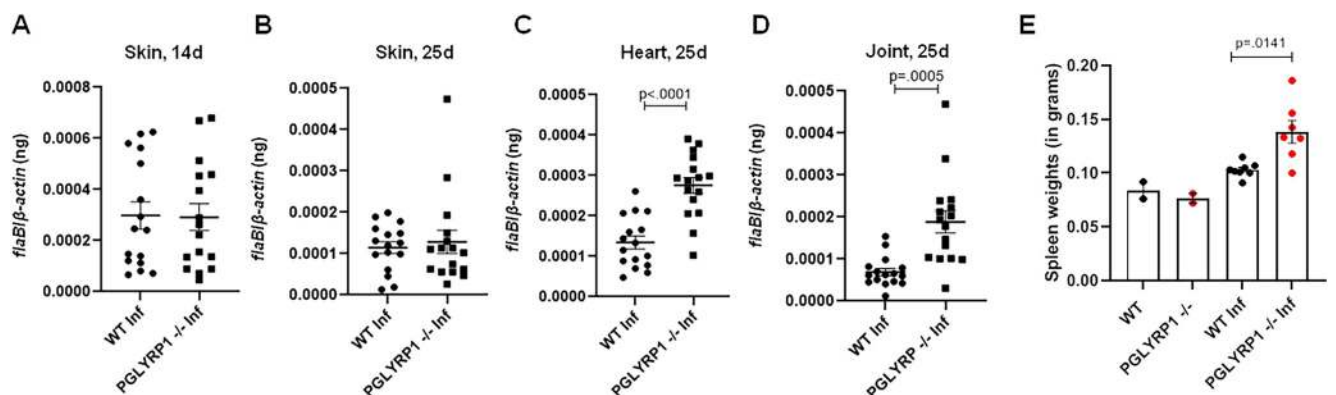 A
Skin, 14d
flaB/β-actin (ng)
0.0008
0.0006
0.0004
0.0002
0.0000
WT Inf
PGLYRP1 -/- Inf
B
Skin, 25d
flaB/β-actin (ng)
0.0005
0.0004
0.0003
0.0002
0.0001
0.0000
WT Inf
PGLYRP1 -/- Inf
C
Heart, 25d
p<.0001
flaB/β-actin (ng)
0.0005
0.0004
0.0003
0.0002
0.0001
0.0000
WT Inf
PGLYRP1 -/- Inf
D
Joint, 25d
p=.0005
flaB/β-actin (ng)
0.0005
0.0004
0.0003
0.0002
0.0001
0.0000
WT Inf
PGLYRP -/- Inf
E
p=.0141
Spleen weights (in grams)
0.20
0.15
0.10
0.05
0.00
WT
PGLYRP1 -/-
WT Inf
PGLYRP1 -/- Inf